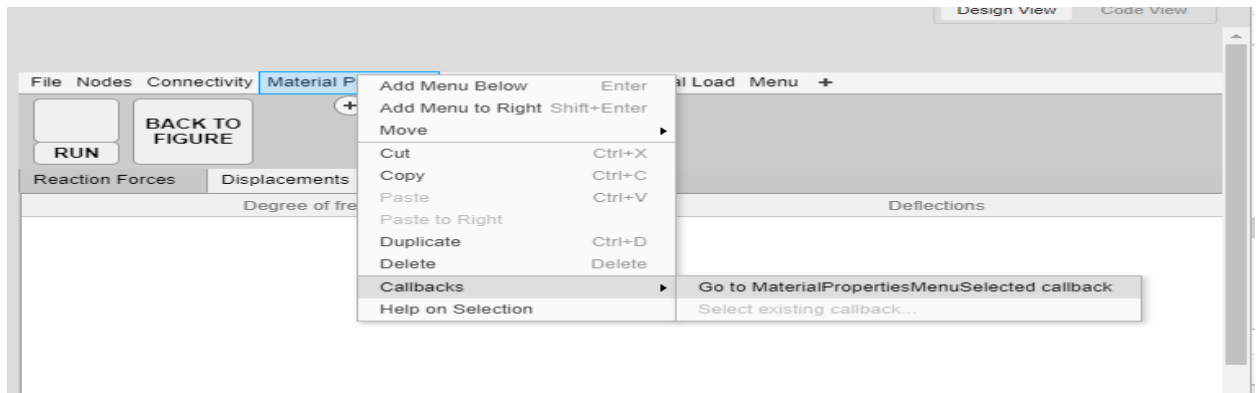 Design View Code View
File Nodes Connectivity Material P al Load Menu +
BACK TO
FIGURE
RUN
Reaction Forces Displacements
Degree of fre Deflections
Add Menu Below Enter
Add Menu to Right Shift+Enter
Move
Cut Ctrl+X
Copy Ctrl+C
Paste Ctrl+V
Paste to Right
Duplicate Ctrl+D
Delete Delete
Callbacks
Help on Selection
Go to MaterialPropertiesMenuSelected callback
Select existing callback...